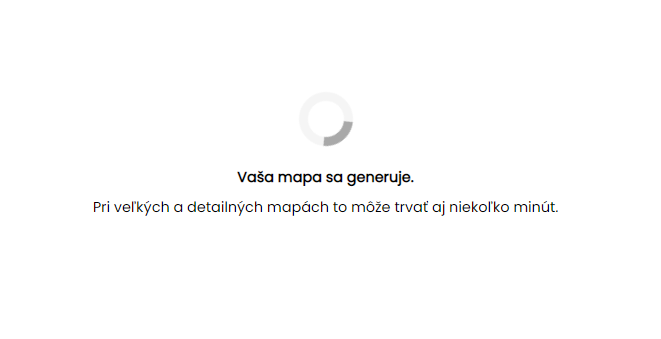 Vaša mapa sa generuje.
Pri veľkých a detailných mapách to môže trvať aj niekoľko minút.